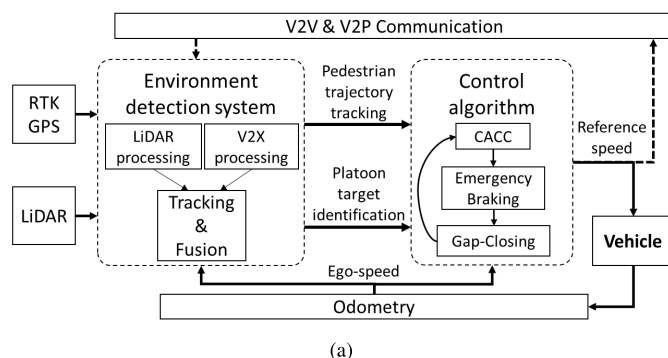 V2V & V2P Communication
RTK
GPS
LiDAR
Environment
detection system
LiDAR
processing
V2X
processing
Tracking
&
Fusion
Pedestrian
trajectory
tracking
Platoon
target
identification
Control
algorithm
CACC
Emergency
Braking
Gap-Closing
Reference
speed
Vehicle
Ego-speed
Odometry
(a)